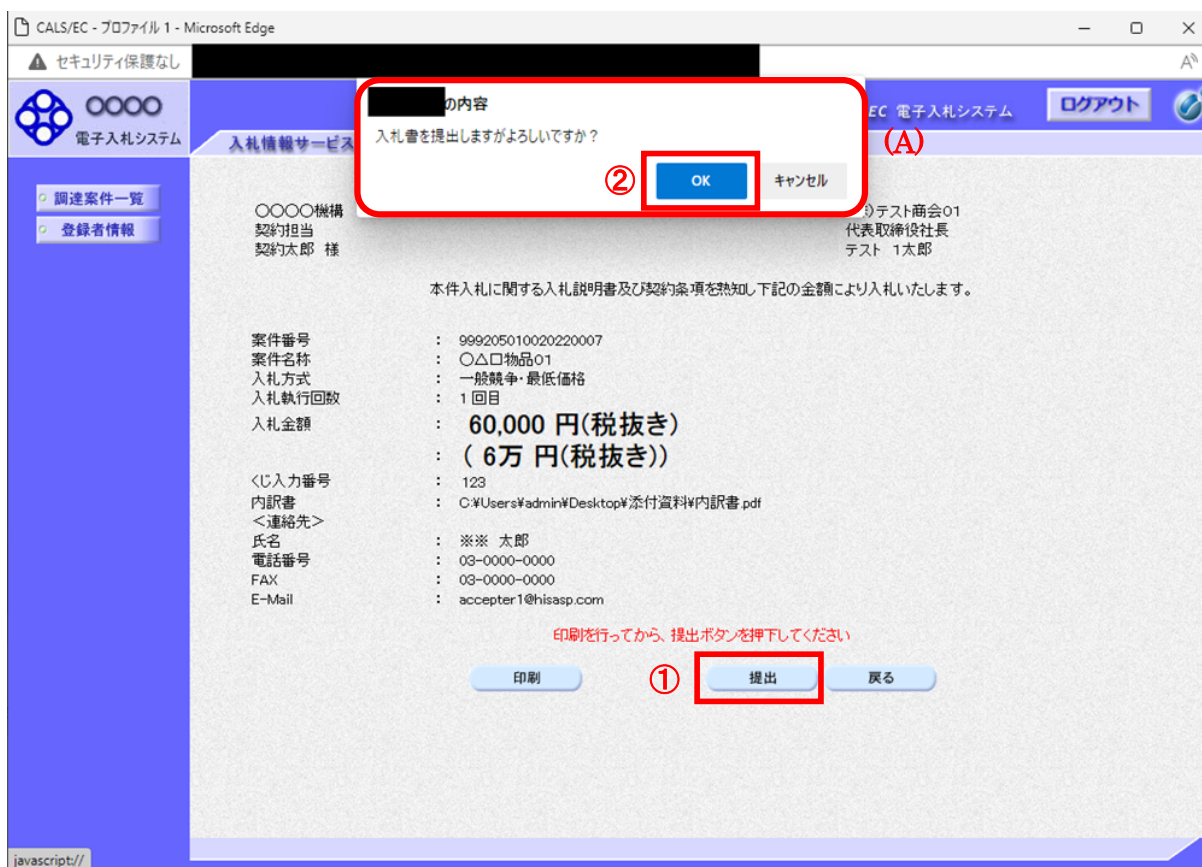 CALS/EC - プロファイル 1 - Microsoft Edge
セキュリティ保護なし
の内容
入札書を提出しますがよろしいですか？
② OK キャンセル
〇〇〇〇
電子入札システム
入札情報サービス
EC 電子入札システム
ログアウト
(A)
調達案件一覧
登録者情報
〇〇〇〇機構
契約担当
契約太郎 様
)テスト商会01
代表取締役社長
テスト 1太郎
本件入札に関する入札説明書及び契約条項を熟知し下記の金額により入札いたします。
案件番号 : 999205010020220007
案件名称 : 〇△口物品01
入札方式 : 一般競争・最低価格
入札執行回数 : 1回目
入札金額 : 60,000 円(税抜き)
: ( 6万 円(税抜き))
くじ入力番号 : 123
内訳書 : C:¥Users¥admin¥Desktop¥添付資料¥内訳書.pdf
＜連絡先＞
氏名 : ※※ 太郎
電話番号 : 03-0000-0000
FAX : 03-0000-0000
E-Mail : accepter1@hisasp.com
印刷を行ってから、提出ボタンを押下してください
印刷 ① 提出 戻る
javascript://